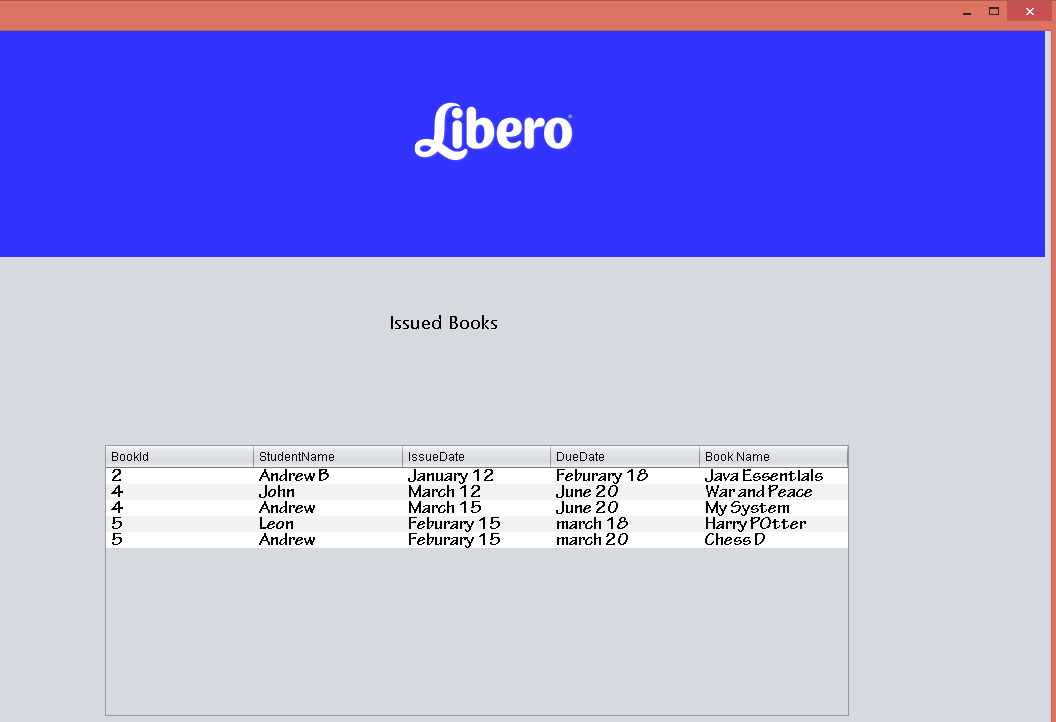 Libero
Issued Books
BookId StudentName IssueDate DueDate Book Name
2 Andrew B January 12 Feburary 18 Java Essentials
4 John March 12 June 20 War and Peace
4 Andrew March 15 June 20 My System
5 Leon Feburary 15 march 18 Harry POtter
5 Andrew Feburary 15 march 20 Chess D